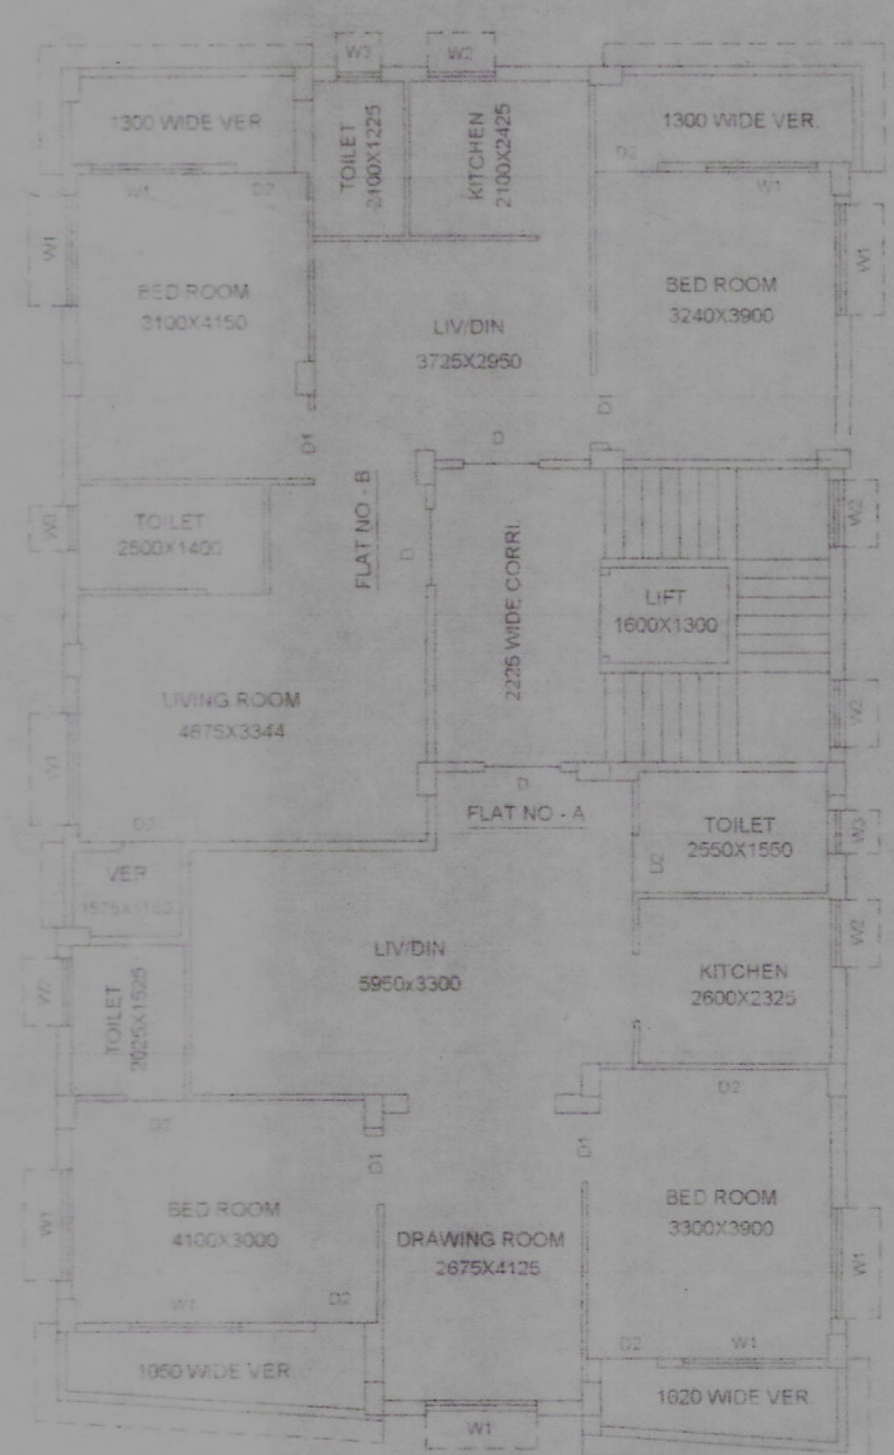 W3
W2
1300 WIDE VER
TOILET
2100X1225
KITCHEN
2100X2425
1300 WIDE VER.
D2
W1
D2
W1
W1
W1
BED ROOM
3100X4150
LIV/DIN
3725X2950
BED ROOM
3240X3900
D1
D1
D
FLAT NO - B
D
W3
TOILET
2500X1400
2225 WIDE CORRI.
LIFT
1600X1300
W2
W2
LIVING ROOM
4675X3344
W1
D2
D
FLAT NO - A
TOILET
2550X1550
W3
D2
VER
LIV/DIN
5950x3300
KITCHEN
2600X2325
W2
TOILET
2025X1525
D2
D2
D1
D1
BED ROOM
4100X3000
W1
DRAWING ROOM
2675X4125
BED ROOM
3300X3900
W1
W1
D2
D2
W1
1050 WIDE VER
1020 WIDE VER
W1